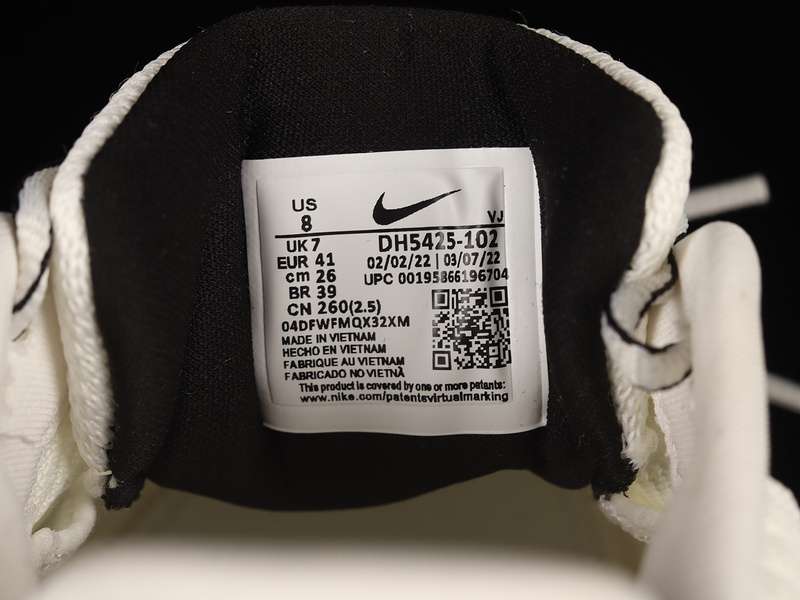 US
8
VJ
UK 7
DH5425-102
EUR 41
02/02/22 | 03/07/22
cm 26
UPC 00195866196704
BR 39
CN 260(2.5)
04DFWFMQX32XM
MADE IN VIETNAM
HECHO EN VIETNAM
FABRIQUE AU VIETNAM
FABRICADO NO VIETNÃ
This product is covered by one or more patents:
www.nike.com/patentsvirtualmarking